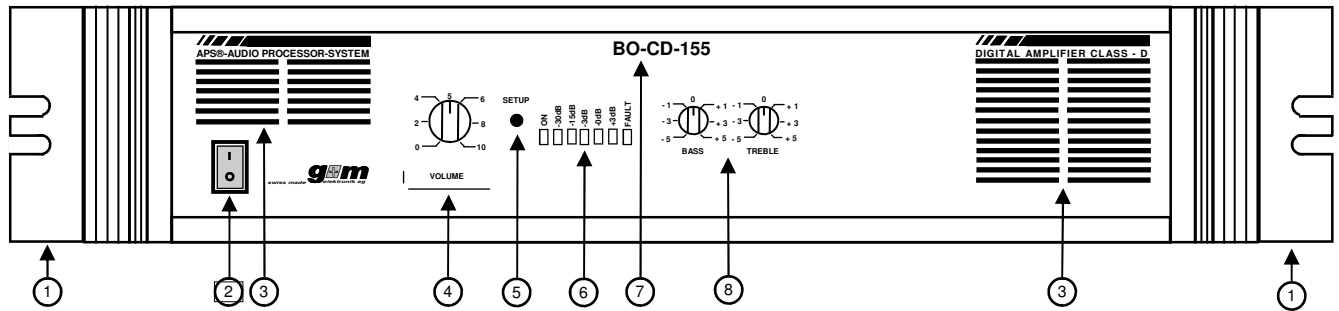 APS®-AUDIO PROCESSOR-SYSTEM
BO-CD-155
DIGITAL AMPLIFIER CLASS - D
4 5 6
2 8
0 10
VOLUME
SETUP
ON -30dB -15dB -3dB -0dB +3dB FAULT
0
- 1 + 1
- 3 + 3
- 5 + 5
BASS
0
- 1 + 1
- 3 + 3
- 5 + 5
TREBLE
I
O
swiss made g+m elektronik ag
1 2 3 4 5 6 7 8 3 1